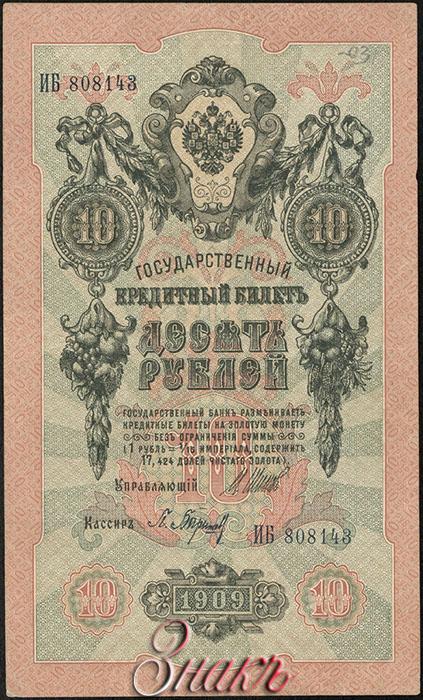 -03
ИБ 808143
10 10
ГОСУДАРСТВЕННЫЙ
КРЕДИТНЫЙ БИЛЕТЪ
ДЕСЯТЬ
РУБЛЕЙ
ГОСУДАРСТВЕННЫЙ БАНКЪ РАЗМѢНИВАЕТЪ
КРЕДИТНЫЕ БИЛЕТЫ НА ЗОЛОТУЮ МОНЕТУ
БЕЗЪ ОГРАНИЧЕНІЯ СУММЫ
(1 РУБЛЬ = 1/15 ИМПЕРІАЛА, СОДЕРЖИТЪ
17,424 ДОЛЕЙ ЧИСТАГО ЗОЛОТА).
10
Управляющій
Кассиръ
ИБ 808143
10 1909 10
Знакъ